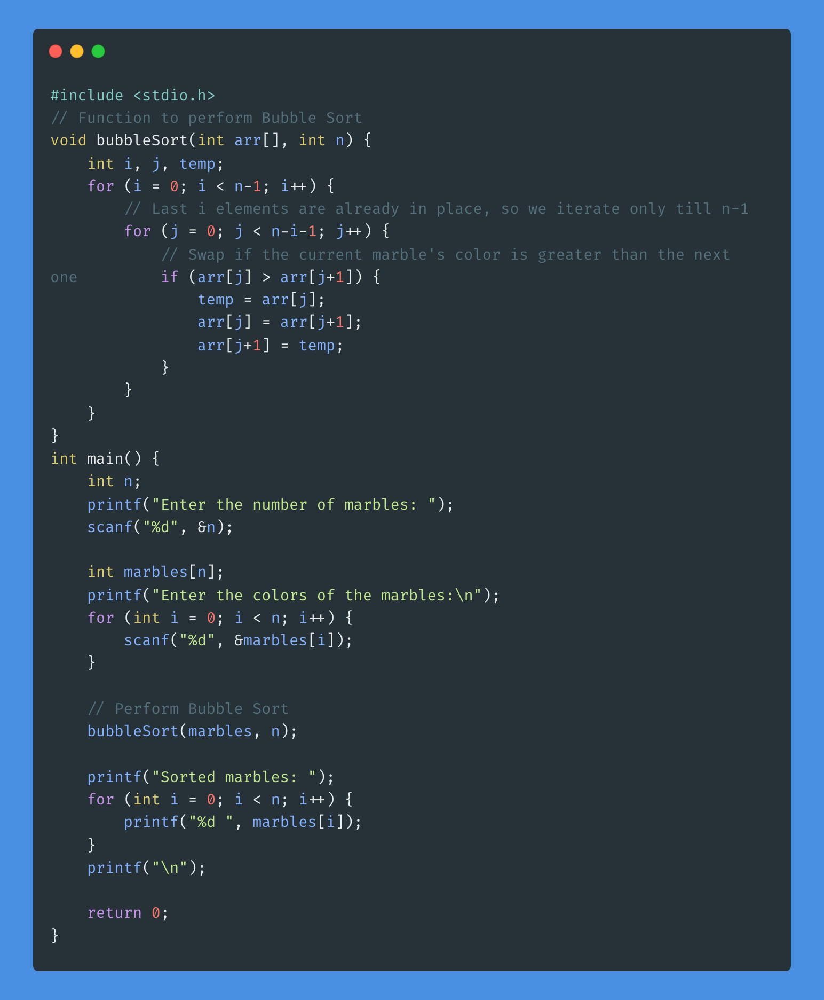 #include <stdio.h>
// Function to perform Bubble Sort
void bubbleSort(int arr[], int n) {
    int i, j, temp;
    for (i = 0; i < n-1; i++) {
        // Last i elements are already in place, so we iterate only till n-1
        for (j = 0; j < n-i-1; j++) {
            // Swap if the current marble's color is greater than the next
one         if (arr[j] > arr[j+1]) {
                temp = arr[j];
                arr[j] = arr[j+1];
                arr[j+1] = temp;
            }
        }
    }
}
int main() {
    int n;
    printf("Enter the number of marbles: ");
    scanf("%d", &n);

    int marbles[n];
    printf("Enter the colors of the marbles:\n");
    for (int i = 0; i < n; i++) {
        scanf("%d", &marbles[i]);
    }

    // Perform Bubble Sort
    bubbleSort(marbles, n);

    printf("Sorted marbles: ");
    for (int i = 0; i < n; i++) {
        printf("%d ", marbles[i]);
    }
    printf("\n");

    return 0;
}